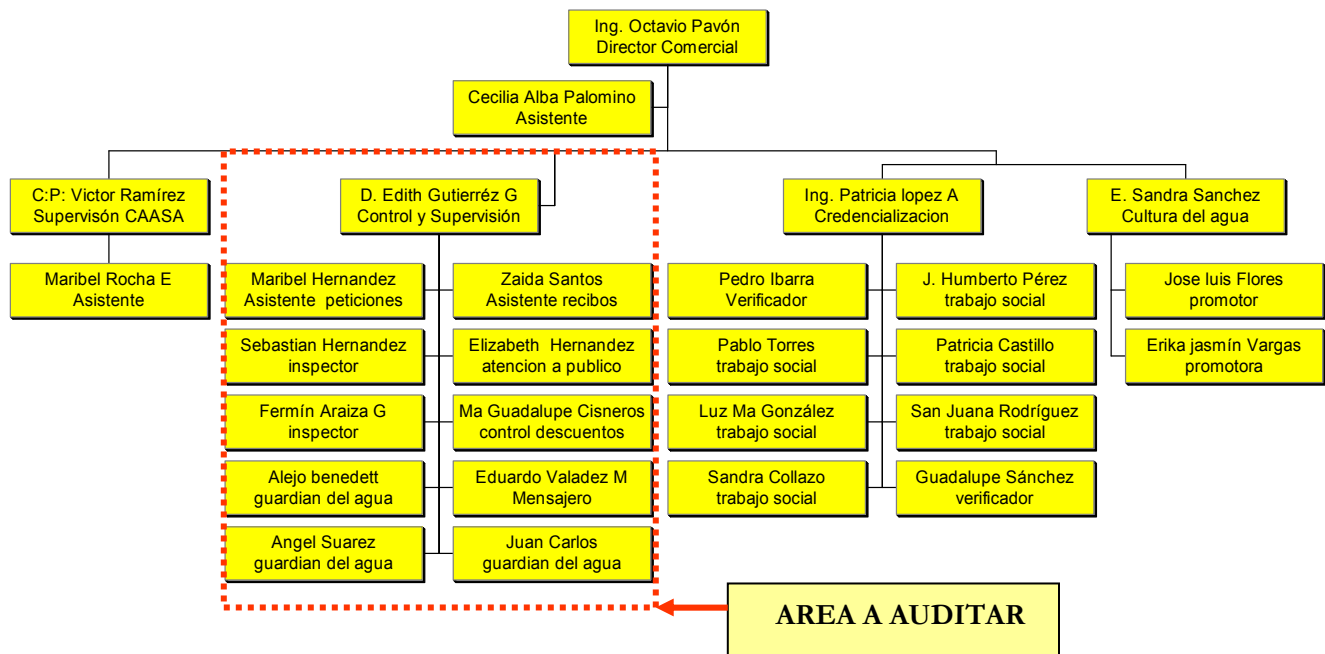 Ing. Octavio Pavón
Director Comercial
Cecilia Alba Palomino
Asistente
C:P: Victor Ramírez
Supervisón CAASA
D. Edith Gutierréz G
Control y Supervisión
Ing. Patricia lopez A
Credencializacion
E. Sandra Sanchez
Cultura del agua
Maribel Rocha E
Asistente
Maribel Hernandez
Asistente peticiones
Zaida Santos
Asistente recibos
Pedro Ibarra
Verificador
J. Humberto Pérez
trabajo social
Jose luis Flores
promotor
Sebastian Hernandez
inspector
Elizabeth Hernandez
atencion a publico
Pablo Torres
trabajo social
Patricia Castillo
trabajo social
Erika jasmín Vargas
promotora
Fermín Araiza G
inspector
Ma Guadalupe Cisneros
control descuentos
Luz Ma González
trabajo social
San Juana Rodríguez
trabajo social
Alejo benedett
guardian del agua
Eduardo Valadez M
Mensajero
Sandra Collazo
trabajo social
Guadalupe Sánchez
verificador
Angel Suarez
guardian del agua
Juan Carlos
guardian del agua
AREA A AUDITAR